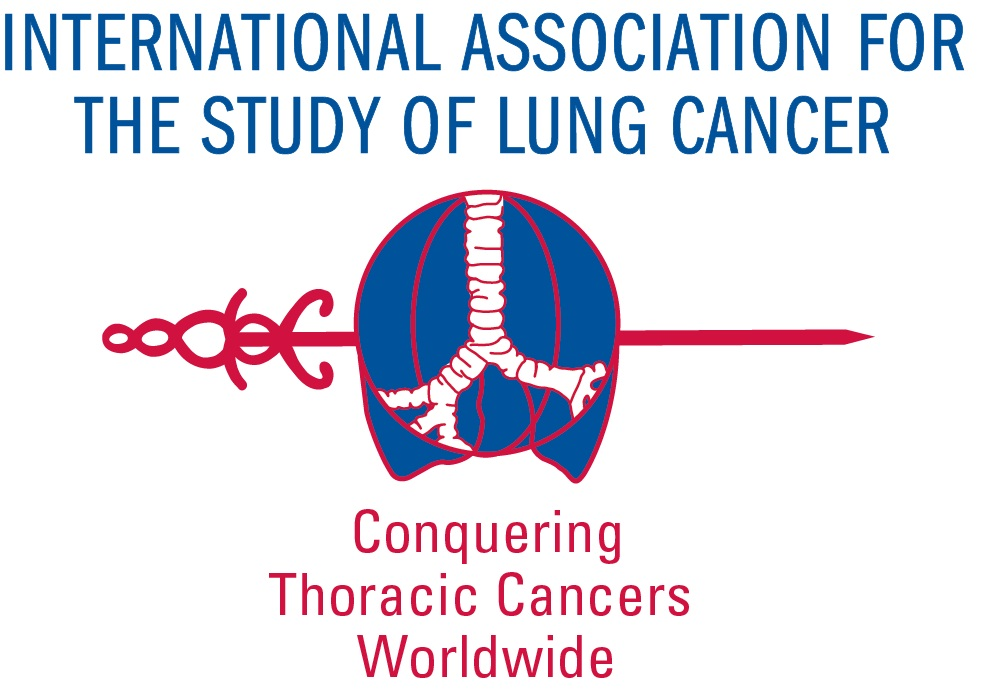 INTERNATIONAL ASSOCIATION FOR
THE STUDY OF LUNG CANCER
Conquering
Thoracic Cancers
Worldwide